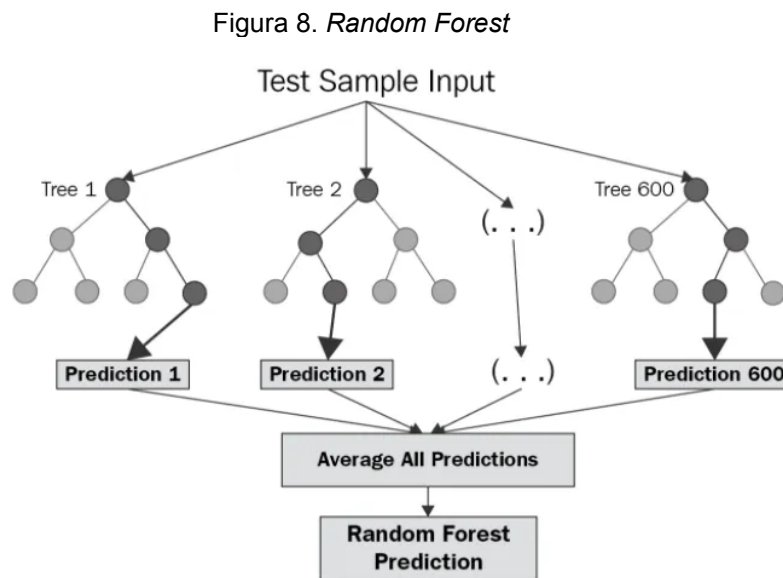 Figura 8. Random Forest
Test Sample Input
Tree 1
Tree 2
(. . .)
Tree 600
Prediction 1
Prediction 2
(. . .)
Prediction 600
Average All Predictions
Random Forest
Prediction